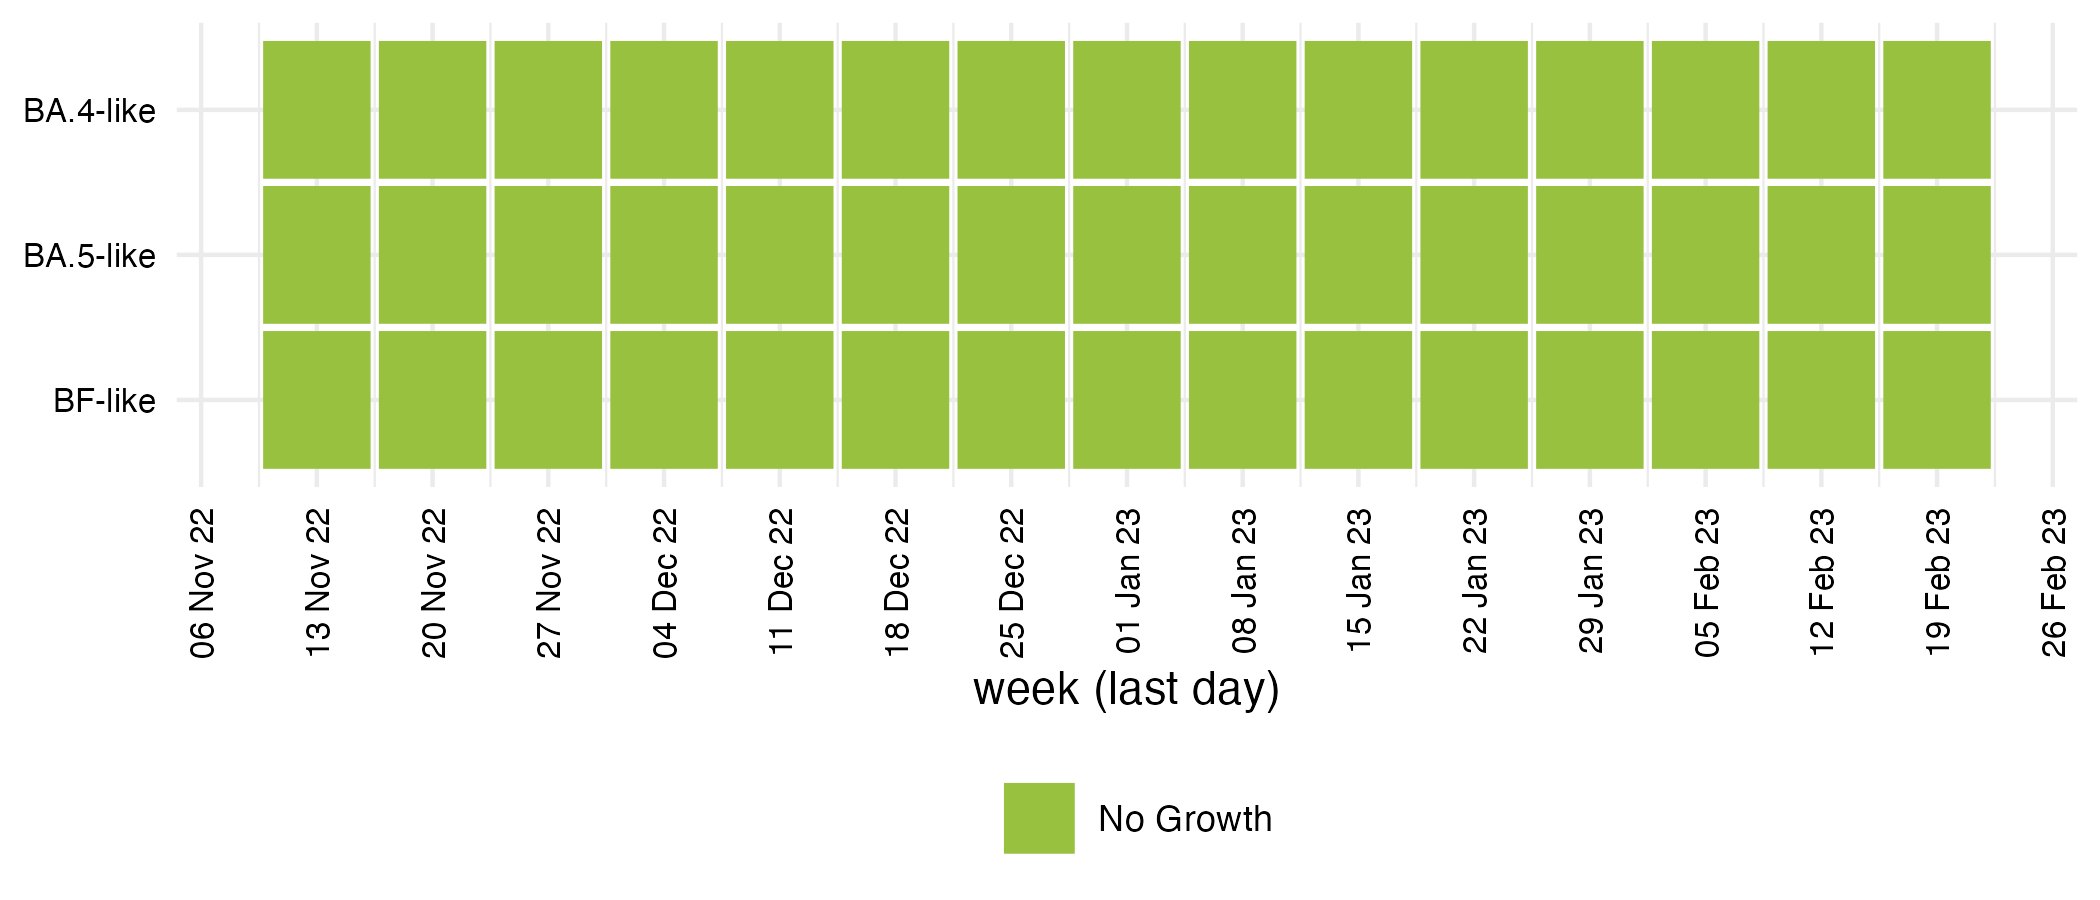 BA.4-like
BA.5-like
BF-like
06 Nov 22
13 Nov 22
20 Nov 22
27 Nov 22
04 Dec 22
11 Dec 22
18 Dec 22
25 Dec 22
01 Jan 23
08 Jan 23
15 Jan 23
22 Jan 23
29 Jan 23
05 Feb 23
12 Feb 23
19 Feb 23
26 Feb 23
week (last day)
No Growth